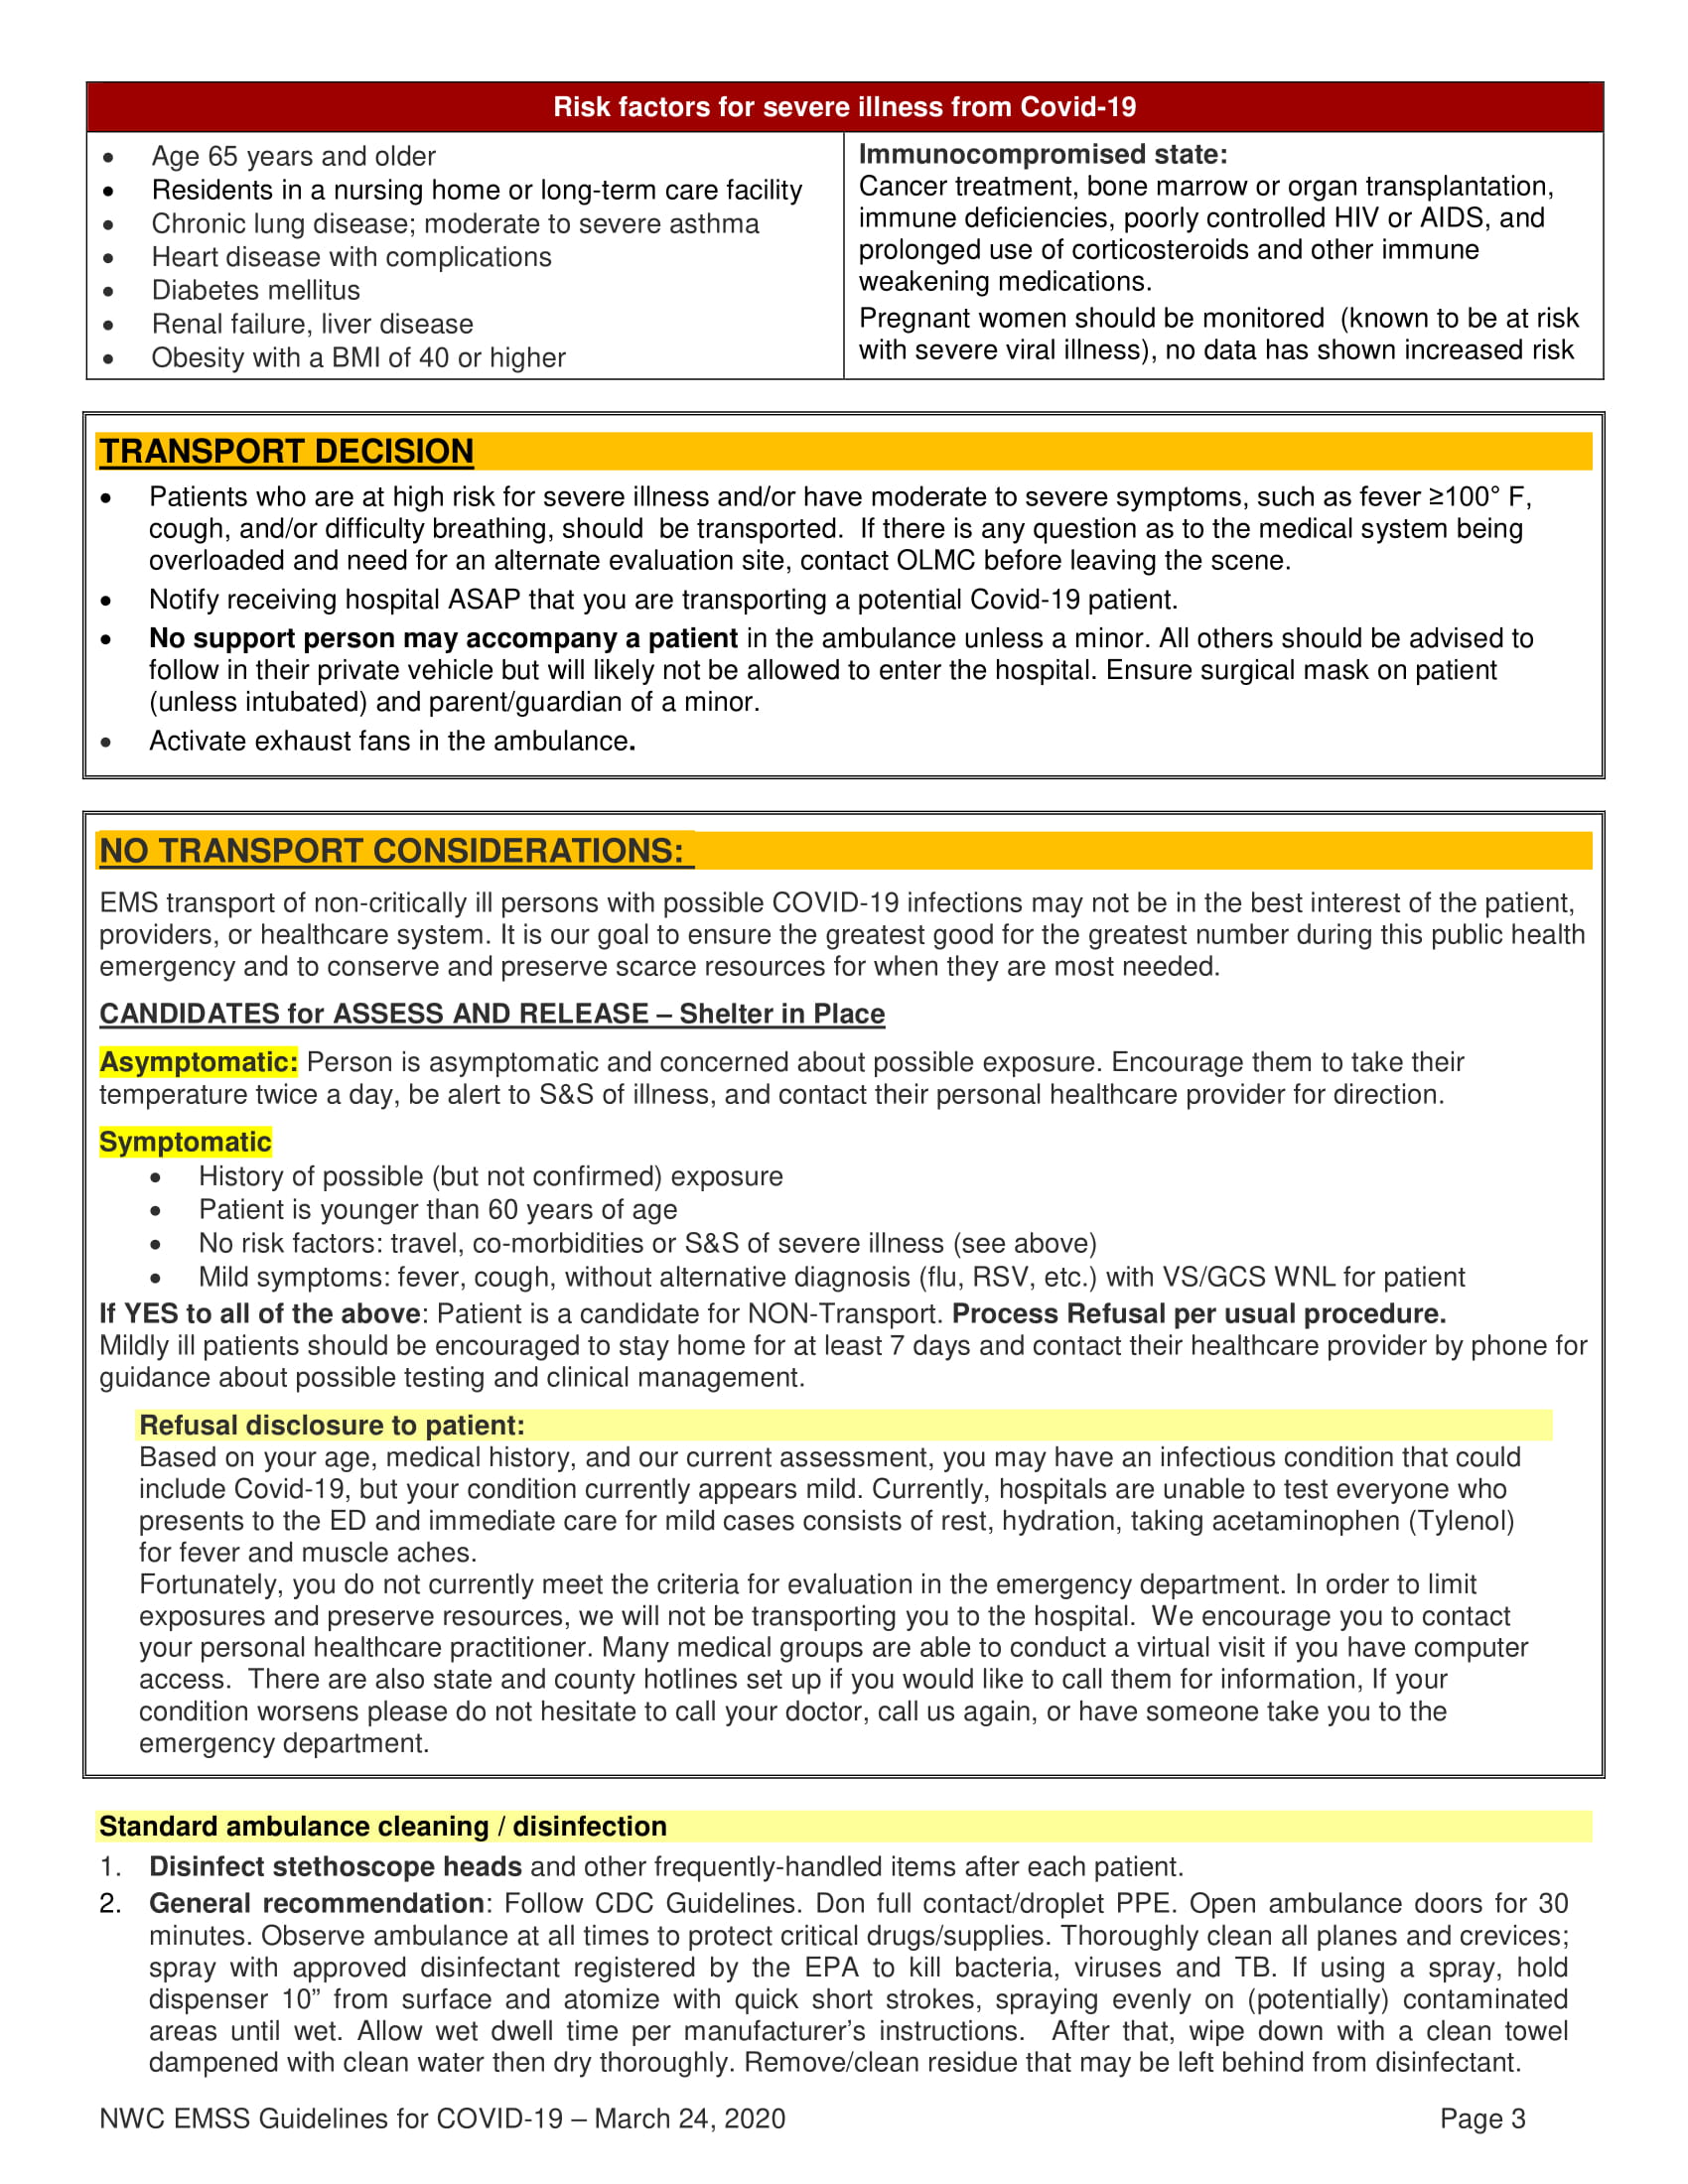 Risk factors for severe illness from Covid-19
• Age 65 years and older
• Residents in a nursing home or long-term care facility
• Chronic lung disease; moderate to severe asthma
• Heart disease with complications
• Diabetes mellitus
• Renal failure, liver disease
• Obesity with a BMI of 40 or higher
Immunocompromised state:
Cancer treatment, bone marrow or organ transplantation,
immune deficiencies, poorly controlled HIV or AIDS, and
prolonged use of corticosteroids and other immune
weakening medications.
Pregnant women should be monitored (known to be at risk
with severe viral illness), no data has shown increased risk
TRANSPORT DECISION
• Patients who are at high risk for severe illness and/or have moderate to severe symptoms, such as fever ≥100° F,
cough, and/or difficulty breathing, should be transported. If there is any question as to the medical system being
overloaded and need for an alternate evaluation site, contact OLMC before leaving the scene.
• Notify receiving hospital ASAP that you are transporting a potential Covid-19 patient.
• No support person may accompany a patient in the ambulance unless a minor. All others should be advised to
follow in their private vehicle but will likely not be allowed to enter the hospital. Ensure surgical mask on patient
(unless intubated) and parent/guardian of a minor.
• Activate exhaust fans in the ambulance.
NO TRANSPORT CONSIDERATIONS:
EMS transport of non-critically ill persons with possible COVID-19 infections may not be in the best interest of the patient,
providers, or healthcare system. It is our goal to ensure the greatest good for the greatest number during this public health
emergency and to conserve and preserve scarce resources for when they are most needed.
CANDIDATES for ASSESS AND RELEASE – Shelter in Place
Asymptomatic: Person is asymptomatic and concerned about possible exposure. Encourage them to take their
temperature twice a day, be alert to S&S of illness, and contact their personal healthcare provider for direction.
Symptomatic
• History of possible (but not confirmed) exposure
• Patient is younger than 60 years of age
• No risk factors: travel, co-morbidities or S&S of severe illness (see above)
• Mild symptoms: fever, cough, without alternative diagnosis (flu, RSV, etc.) with VS/GCS WNL for patient
If YES to all of the above: Patient is a candidate for NON-Transport. Process Refusal per usual procedure.
Mildly ill patients should be encouraged to stay home for at least 7 days and contact their healthcare provider by phone for
guidance about possible testing and clinical management.
Refusal disclosure to patient:
Based on your age, medical history, and our current assessment, you may have an infectious condition that could
include Covid-19, but your condition currently appears mild. Currently, hospitals are unable to test everyone who
presents to the ED and immediate care for mild cases consists of rest, hydration, taking acetaminophen (Tylenol)
for fever and muscle aches.
Fortunately, you do not currently meet the criteria for evaluation in the emergency department. In order to limit
exposures and preserve resources, we will not be transporting you to the hospital. We encourage you to contact
your personal healthcare practitioner. Many medical groups are able to conduct a virtual visit if you have computer
access. There are also state and county hotlines set up if you would like to call them for information, If your
condition worsens please do not hesitate to call your doctor, call us again, or have someone take you to the
emergency department.
Standard ambulance cleaning / disinfection
1. Disinfect stethoscope heads and other frequently-handled items after each patient.
2. General recommendation: Follow CDC Guidelines. Don full contact/droplet PPE. Open ambulance doors for 30
minutes. Observe ambulance at all times to protect critical drugs/supplies. Thoroughly clean all planes and crevices;
spray with approved disinfectant registered by the EPA to kill bacteria, viruses and TB. If using a spray, hold
dispenser 10” from surface and atomize with quick short strokes, spraying evenly on (potentially) contaminated
areas until wet. Allow wet dwell time per manufacturer’s instructions. After that, wipe down with a clean towel
dampened with clean water then dry thoroughly. Remove/clean residue that may be left behind from disinfectant.
NWC EMSS Guidelines for COVID-19 – March 24, 2020 Page 3